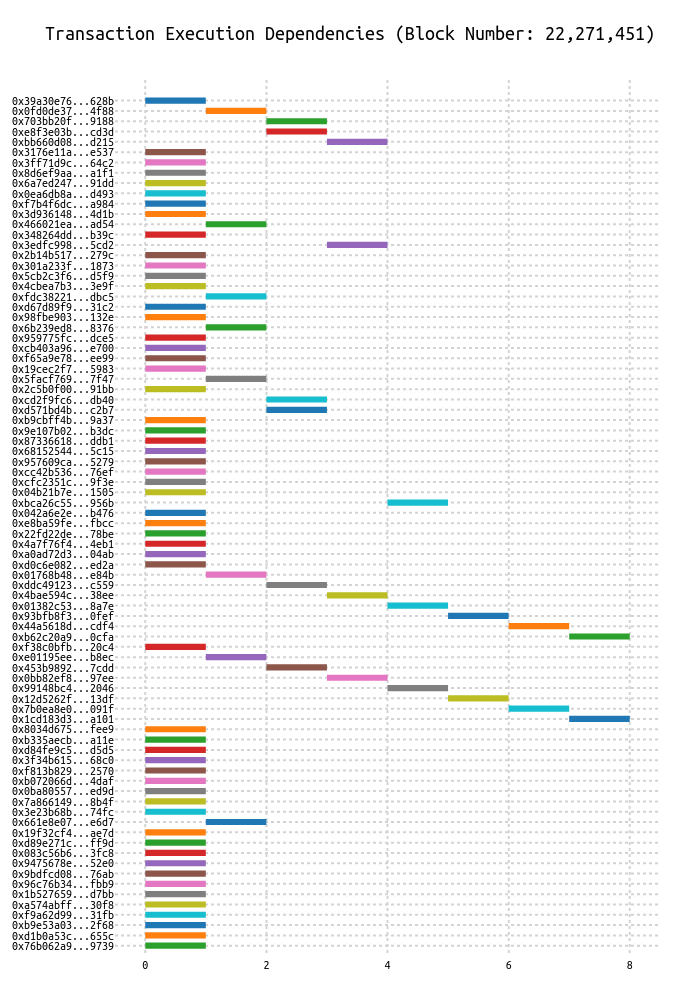 Transaction Execution Dependencies (Block Number: 22,271,451)
0x39a30e76...628b
0x0fd0de37...4f88
0x703bb20f...9188
0xe8f3e03b...cd3d
0xbb660d08...d215
0x3176e11a...e537
0x3ff71d9c...64c2
0x8d6ef9aa...a1f1
0x6a7ed247...91dd
0x0ea6db8a...d493
0xf7b4f6dc...a984
0x3d936148...4d1b
0x466021ea...ad54
0x348264dd...b39c
0x3edfc998...5cd2
0x2b14b517...279c
0x301a233f...1873
0x5cb2c3f6...d5f9
0x4cbea7b3...3e9f
0xfdc38221...dbc5
0xd67d89f9...31c2
0x98fbe903...132e
0x6b239ed8...8376
0x959775fc...dce5
0xcb403a96...e700
0xf65a9e78...ee99
0x19cec2f7...5983
0x5facf769...7f47
0x2c5b0f00...91bb
0xcd2f9fc6...db40
0xd571bd4b...c2b7
0xb9cbff4b...9a37
0x9e107b02...b3dc
0x87336618...ddb1
0x68152544...5c15
0x957609ca...5279
0xcc42b536...76ef
0xcfc2351c...9f3e
0x04b21b7e...1505
0xbca26c55...956b
0x042a6e2e...b476
0xe8ba59fe...fbcc
0x22fd22de...78be
0x4a7f76f4...4eb1
0xa0ad72d3...04ab
0xd0c6e082...ed2a
0x01768b48...e84b
0xddc49123...c559
0x4bae594c...38ee
0x01382c53...8a7e
0x93bfb8f3...0fef
0x44a5618d...cdf4
0xb62c20a9...0cfa
0xf38c0bfb...20c4
0xe01195ee...b8ec
0x453b9892...7cdd
0x0bb82ef8...97ee
0x99148bc4...2046
0x12d5262f...13df
0x7b0ea8e0...091f
0x1cd183d3...a101
0x8034d675...fee9
0xb335aecb...a11e
0xd84fe9c5...d5d5
0x3f34b615...68c0
0xf813b829...2570
0xb072066d...4daf
0x0ba80557...ed9d
0x7a866149...8b4f
0x3e23b68b...74fc
0x661e8e07...e6d7
0x19f32cf4...ae7d
0xd89e271c...ff9d
0x083c56b6...3fc8
0x9475678e...52e0
0x9bdfcd08...76ab
0x96c76b34...fbb9
0x1b527659...d7bb
0xa574abff...30f8
0xf9a62d99...31fb
0xb9e53a03...2f68
0xd1b0a53c...655c
0x76b062a9...9739
0 2 4 6 8